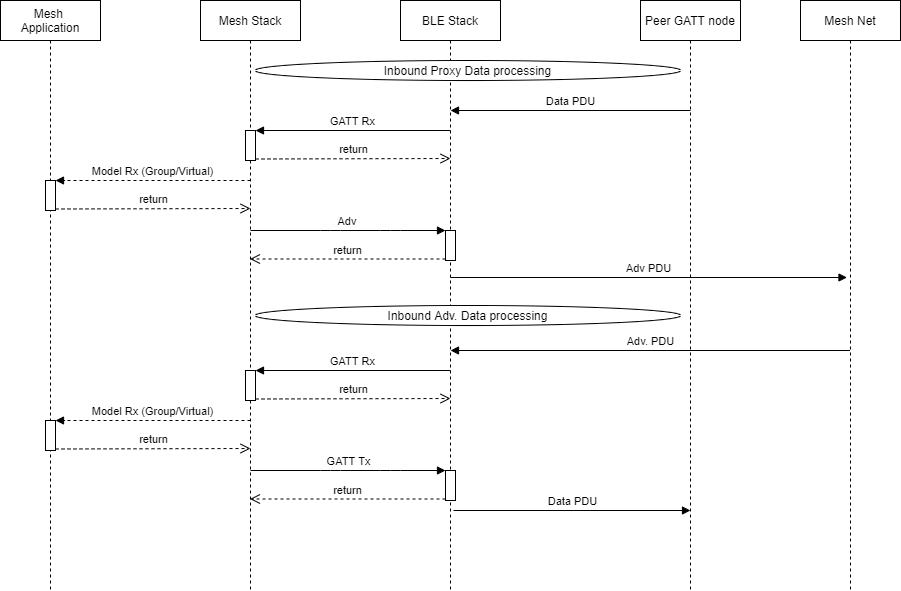 Mesh
Application
Mesh Stack
BLE Stack
Peer GATT node
Mesh Net
Inbound Proxy Data processing
Data PDU
GATT Rx
return
Model Rx (Group/Virtual)
return
Adv
return
Adv PDU
Inbound Adv. Data processing
Adv. PDU
GATT Rx
return
Model Rx (Group/Virtual)
return
GATT Tx
return
Data PDU